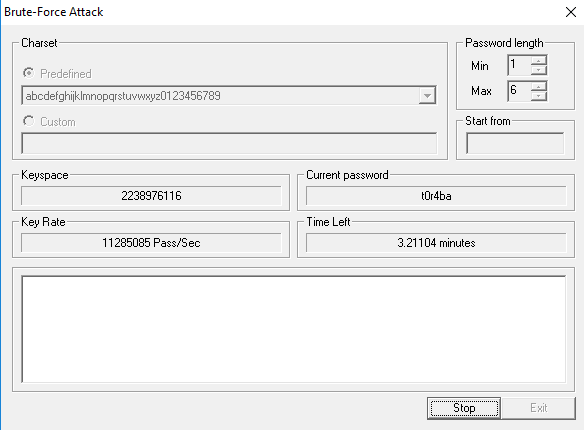 Brute-Force Attack
Charset
Predefined
abcdefghijklmnopqrstuvwxyz0123456789
Custom
Password length
Min 1
Max 6
Start from
Keyspace
2238976116
Current password
t0r4ba
Key Rate
11285085 Pass/Sec
Time Left
3.21104 minutes
Stop
Exit